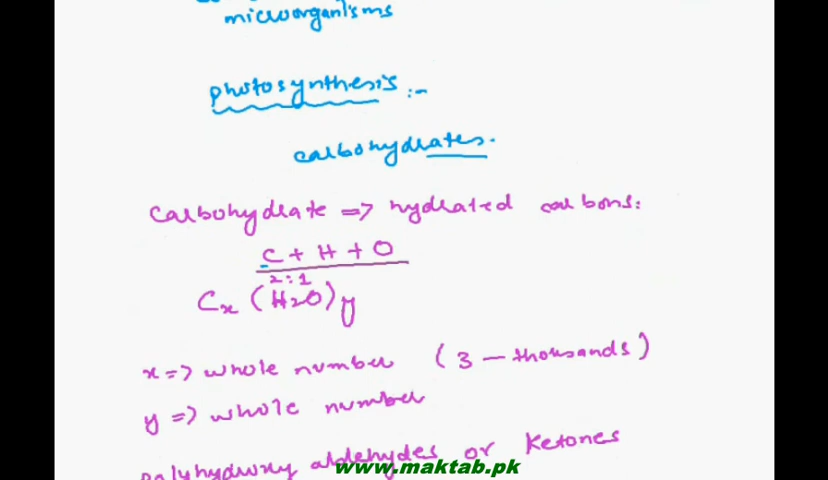 microorganisms
photosynthesis :-
carbohydrates.
Carbohydrate => hydrated carbons:
C + H + O
2:1
Cx (H2O)y
x => whole number (3 - thousands)
y => whole number
polyhydroxy aldehydes or Ketones
www.maktab.pk